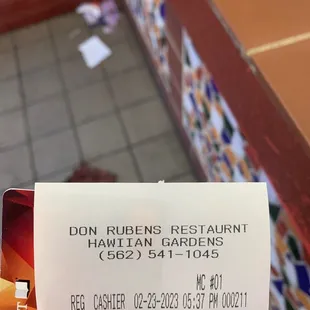 DON RUBENS RESTAURNT
HAWIIAN GARDENS
(562) 541-1045
MC #01
REG CASHIER 02-23-2023 05:37 PM 000211